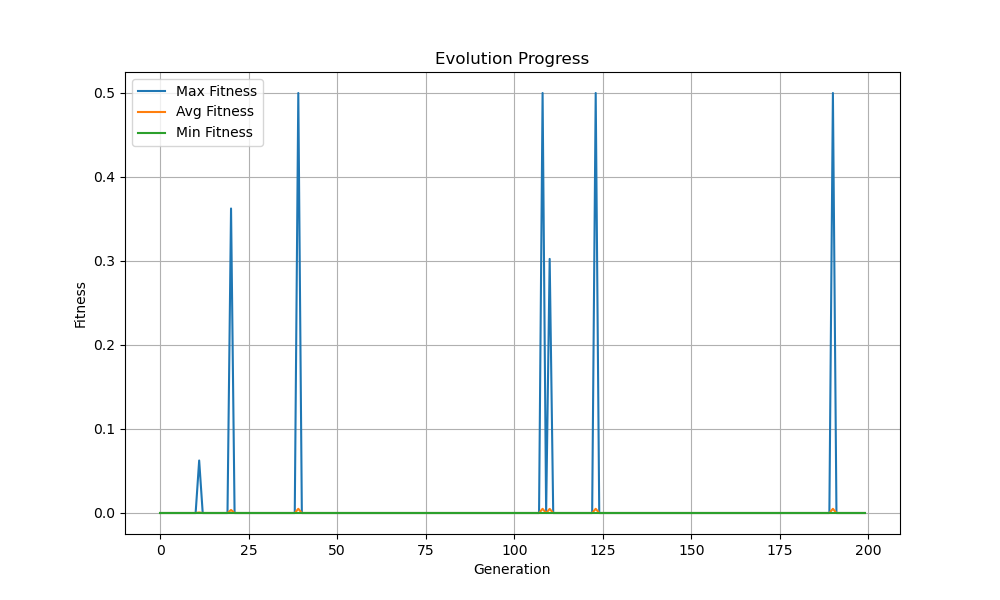 Evolution Progress
Max Fitness
Avg Fitness
Min Fitness
0.5
0.4
0.3
0.2
0.1
0.0
Fitness
0 25 50 75 100 125 150 175 200
Generation